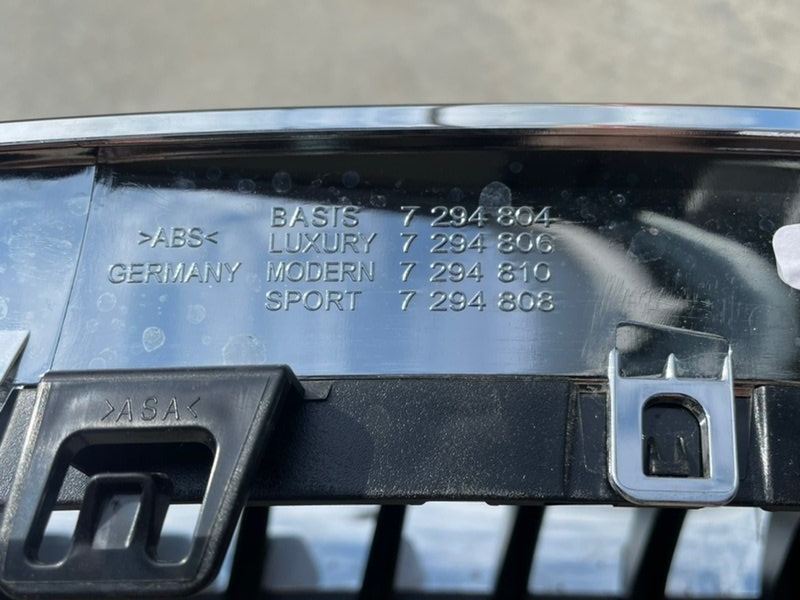 BASIS 7 294 804
>ABS< LUXURY 7 294 806
GERMANY MODERN 7 294 810
SPORT 7 294 808
>ASA<